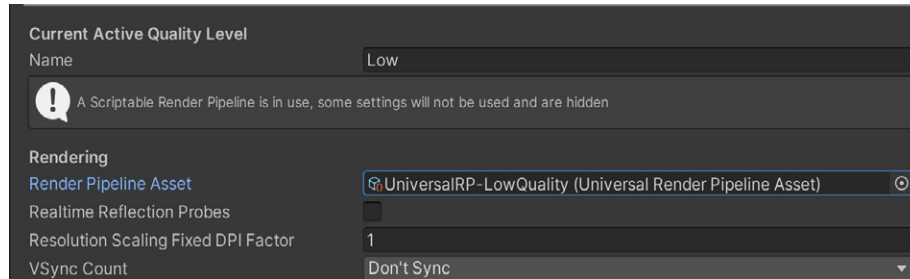 Current Active Quality Level
Name Low
A Scriptable Render Pipeline is in use, some settings will not be used and are hidden
Rendering
Render Pipeline Asset UniversalRP-LowQuality (Universal Render Pipeline Asset)
Realtime Reflection Probes
Resolution Scaling Fixed DPI Factor 1
VSync Count Don't Sync